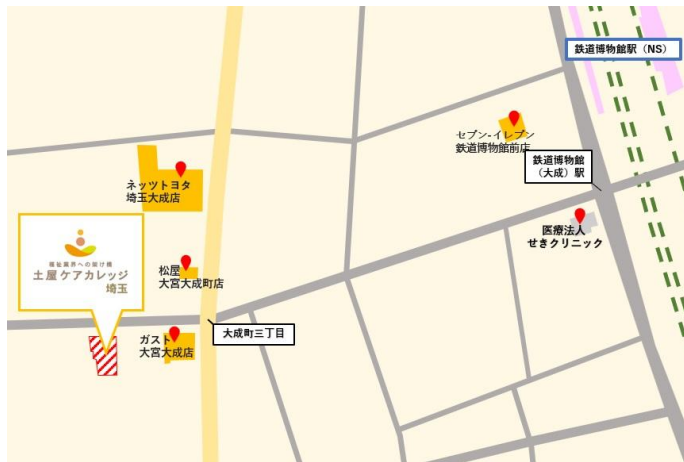 鉄道博物館駅（NS）
セブン-イレブン
鉄道博物館前店
鉄道博物館
（大成）駅
ネッツトヨタ
埼玉大成店
医療法人
せきクリニック
福祉業界への架け橋
土屋ケアカレッジ
埼玉
松屋
大宮大成町店
大成町三丁目
ガスト
大宮大成店